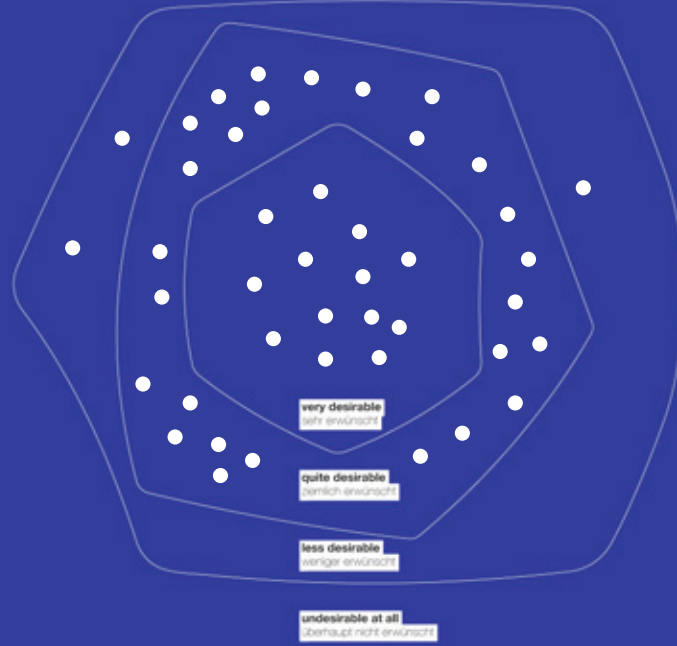 very desirable
sehr erwünscht
quite desirable
ziemlich erwünscht
less desirable
weniger erwünscht
undesirable at all
überhaupt nicht erwünscht